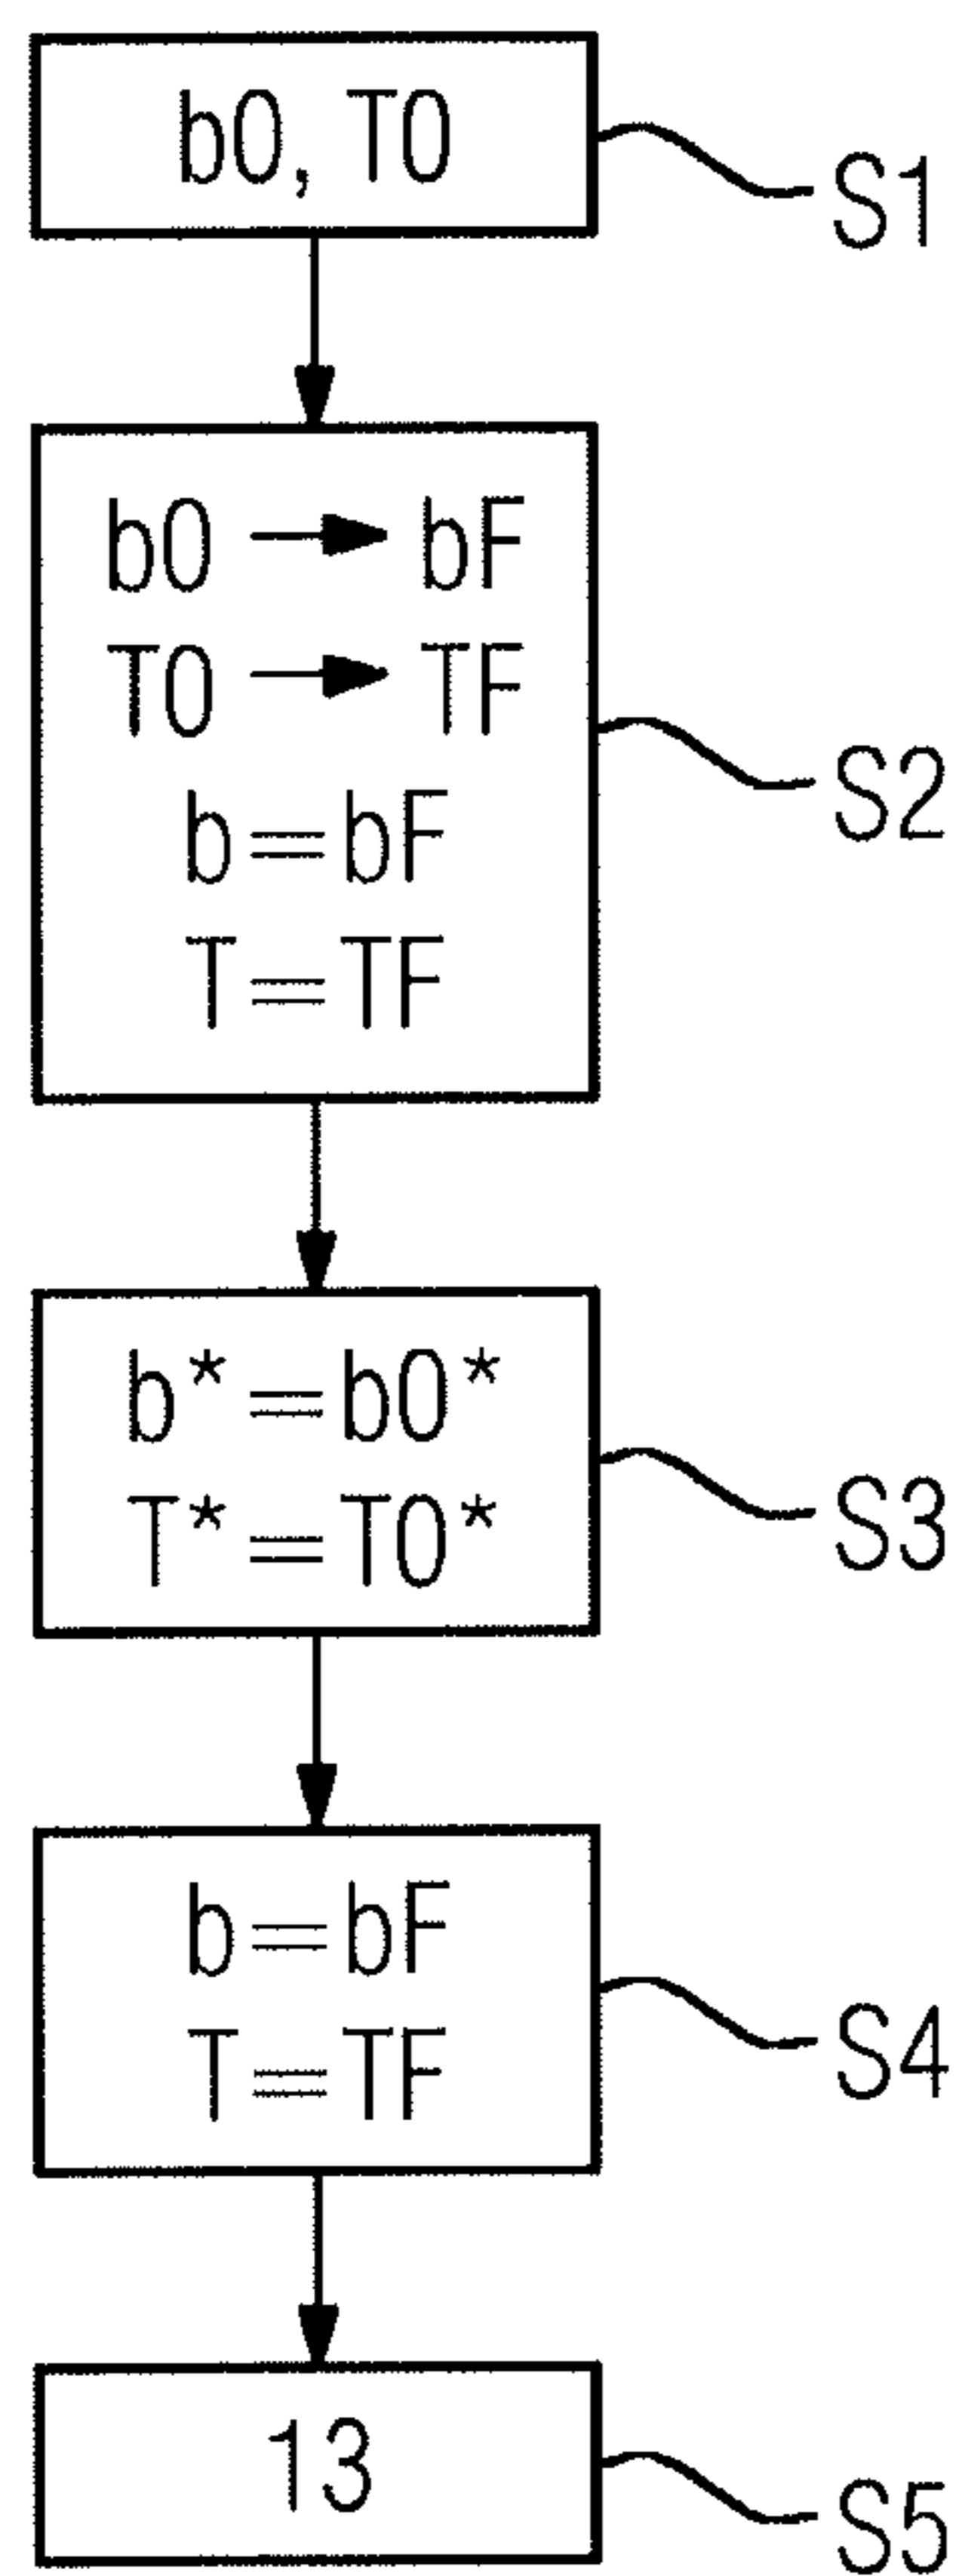 b0, T0
S1
b0 → bF
T0 → TF
b=bF
T=TF
S2
b*=b0*
T*=T0*
S3
b=bF
T=TF
S4
13
S5